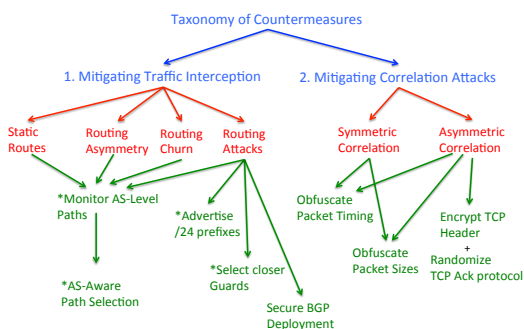 Taxonomy of Countermeasures
1. Mitigating Traffic Interception
2. Mitigating Correlation Attacks
Static
Routes
Routing
Asymmetry
Routing
Churn
Routing
Attacks
Symmetric
Correlation
Asymmetric
Correlation
*Monitor AS-Level
Paths
*Advertise
/24 prefixes
Obfuscate
Packet Timing
Encrypt TCP
Header
+
Randomize
TCP Ack protocol
*AS-Aware
Path Selection
*Select closer
Guards
Obfuscate
Packet Sizes
Secure BGP
Deployment